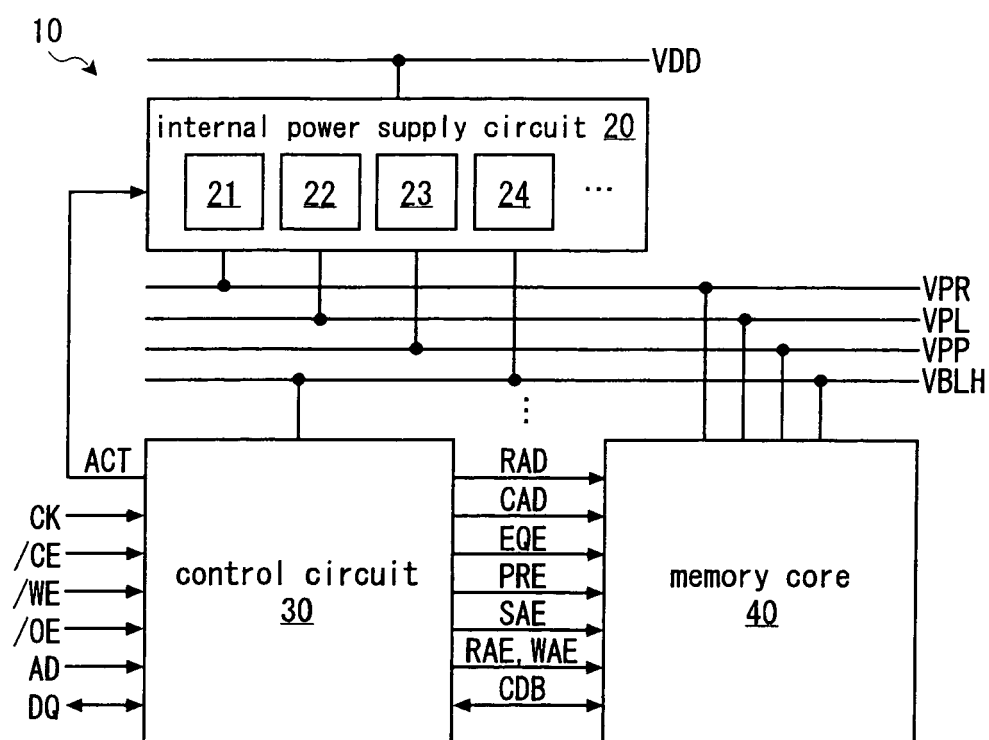 10
VDD
internal power supply circuit 20
21 22 23 24 ...
VPR
VPL
VPP
VBLH
⋮
ACT
CK
/CE
/WE
/OE
AD
DQ
control circuit
30
RAD
CAD
EQE
PRE
SAE
RAE, WAE
CDB
memory core
40